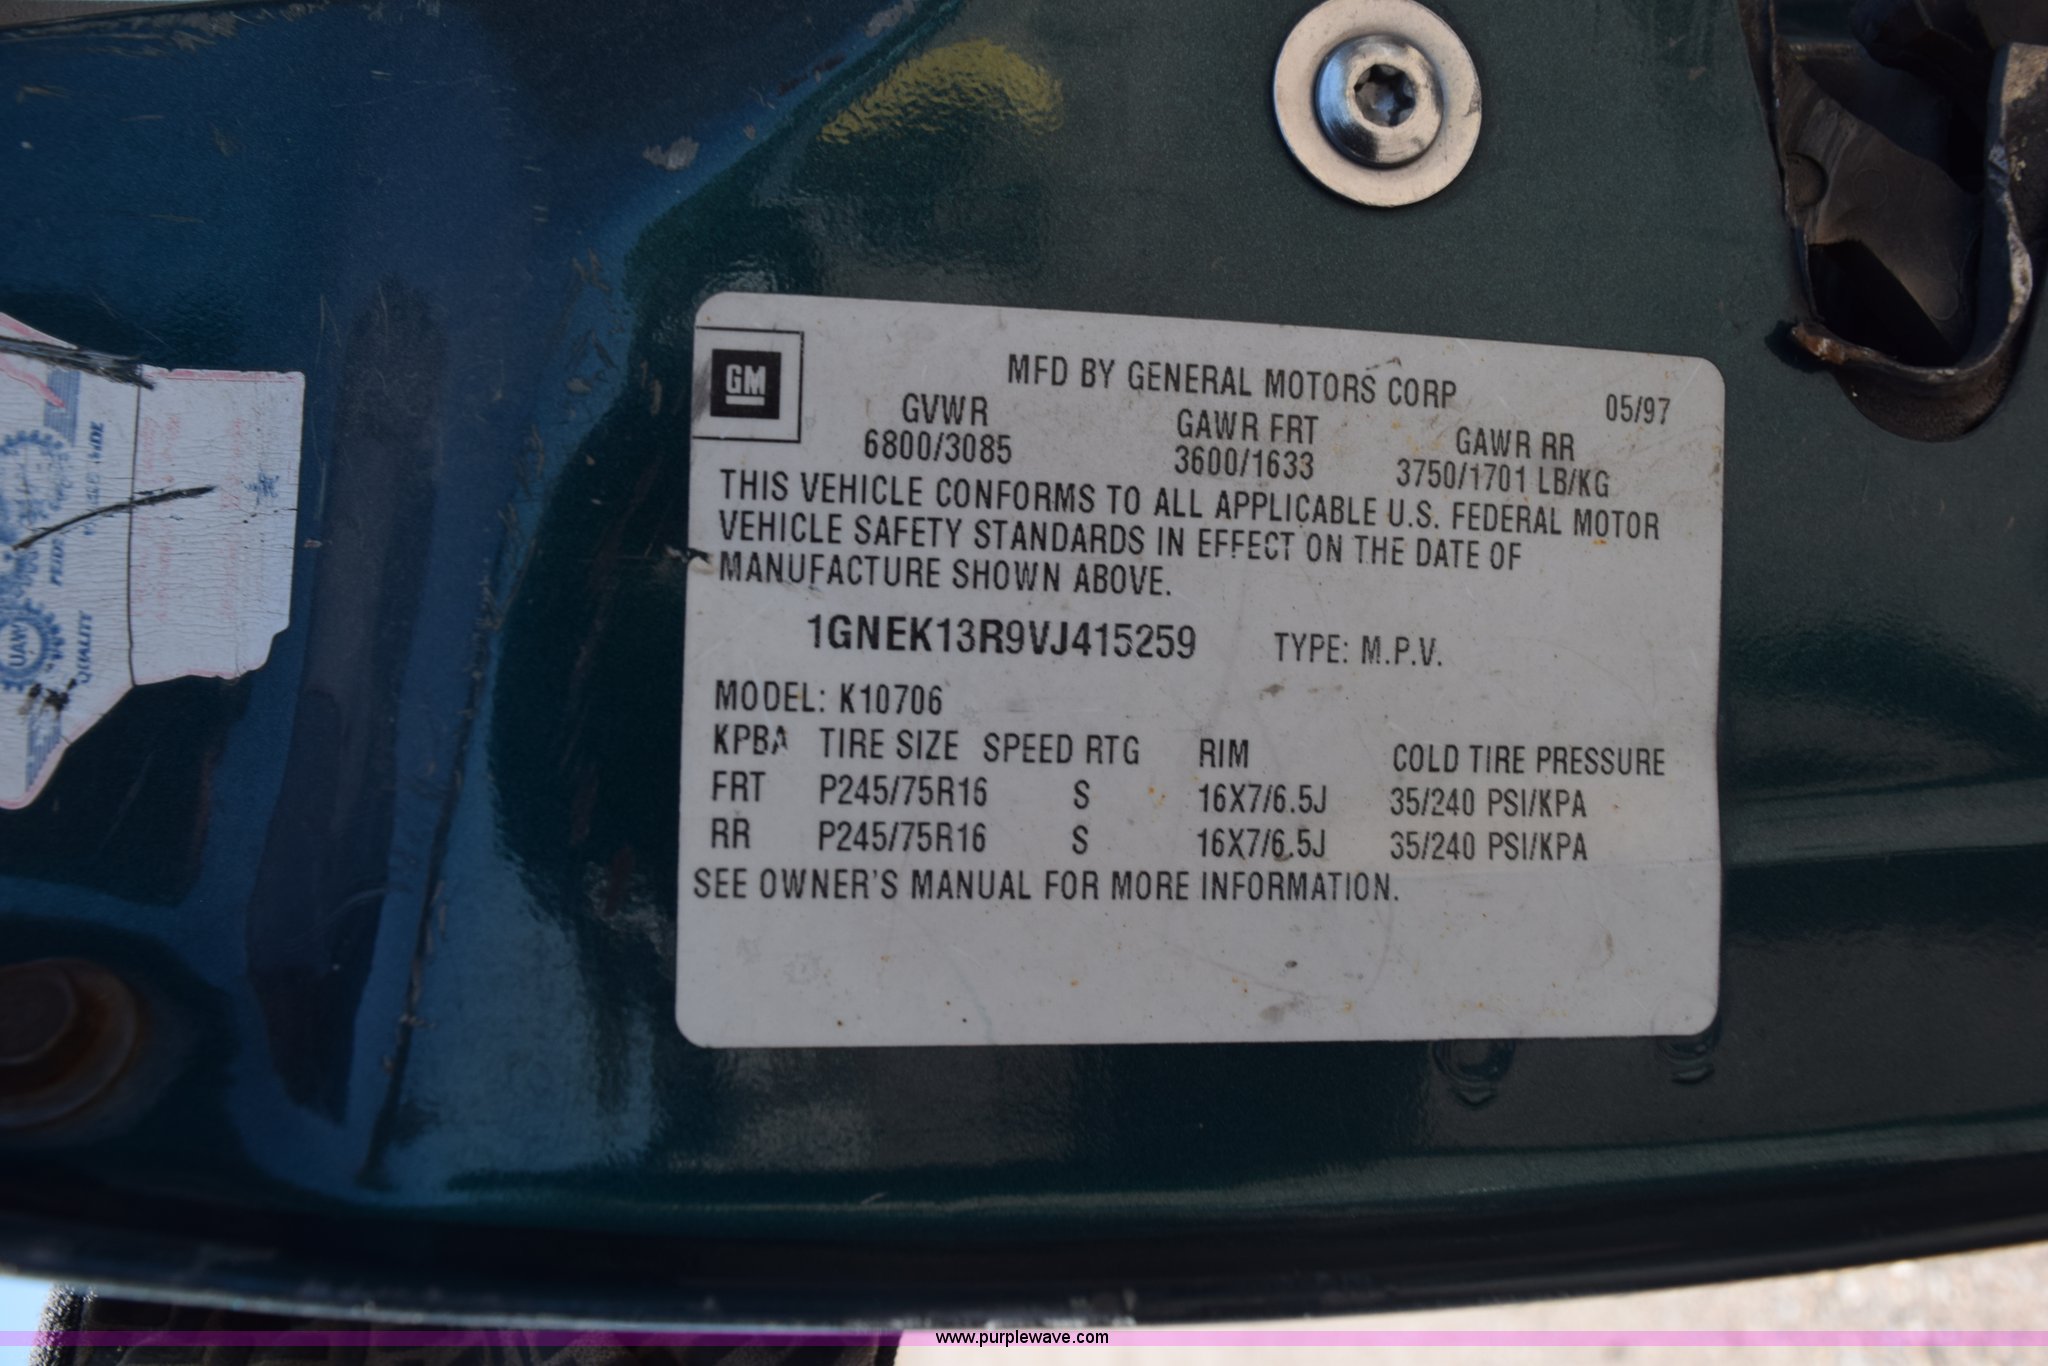 GM
MFD BY GENERAL MOTORS CORP 05/97
GVWR GAWR FRT GAWR RR
6800/3085 3600/1633 3750/1701 LB/KG
THIS VEHICLE CONFORMS TO ALL APPLICABLE U.S. FEDERAL MOTOR
VEHICLE SAFETY STANDARDS IN EFFECT ON THE DATE OF
MANUFACTURE SHOWN ABOVE.
1GNEK13R9VJ415259 TYPE: M.P.V.
MODEL: K10706
KPBA TIRE SIZE SPEED RTG RIM COLD TIRE PRESSURE
FRT P245/75R16 S 16X7/6.5J 35/240 PSI/KPA
RR P245/75R16 S 16X7/6.5J 35/240 PSI/KPA
SEE OWNER'S MANUAL FOR MORE INFORMATION.
UAW
QUALITY
www.purplewave.com